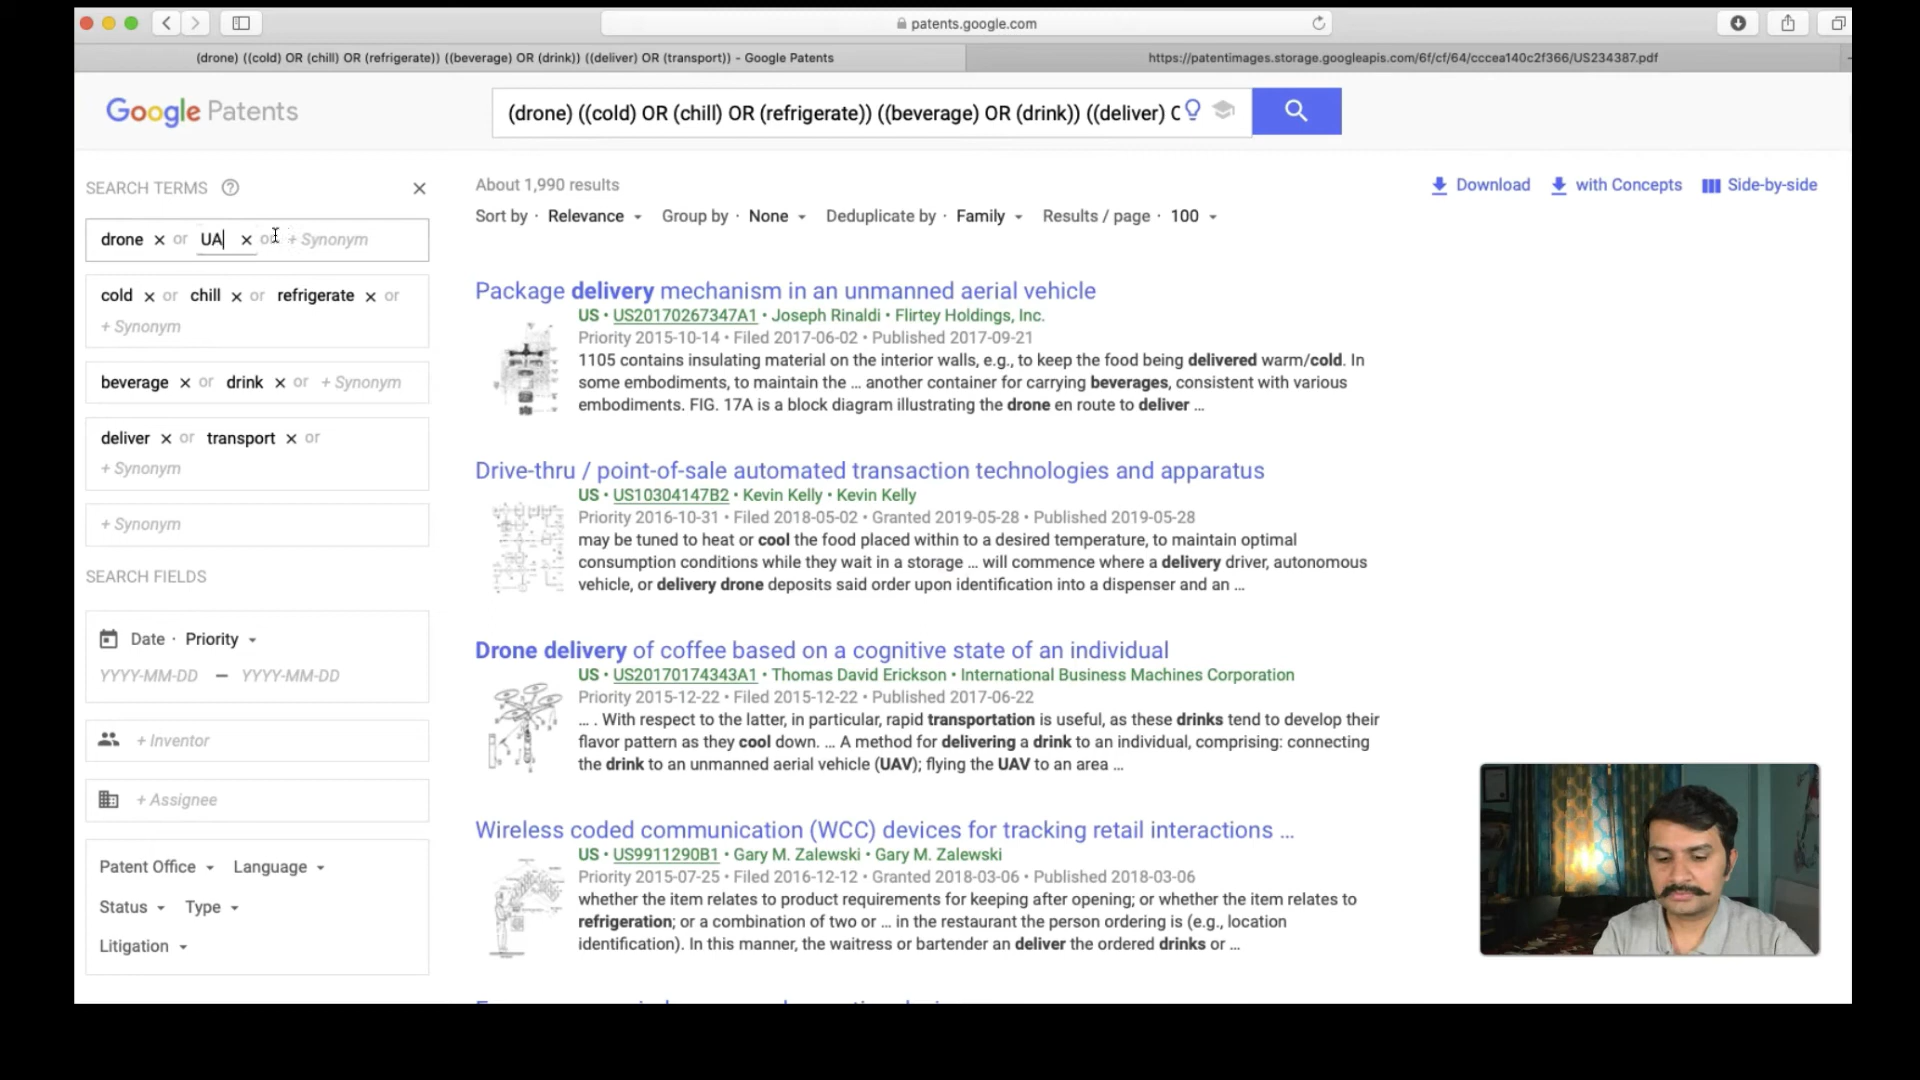 patents.google.com
(drone) ((cold) OR (chill) OR (refrigerate)) ((beverage) OR (drink)) ((deliver) OR (transport)) - Google Patents
https://patentimages.storage.googleapis.com/6f/cf/64/cccea140c2f366/US234387.pdf
Google Patents
(drone) ((cold) OR (chill) OR (refrigerate)) ((beverage) OR (drink)) ((deliver) O
SEARCH TERMS
drone × or UA × or + Synonym
cold × or chill × or refrigerate × or
+ Synonym
beverage × or drink × or + Synonym
deliver × or transport × or
+ Synonym
+ Synonym
SEARCH FIELDS
Date · Priority
YYYY-MM-DD – YYYY-MM-DD
+ Inventor
+ Assignee
Patent Office Language
Status Type
Litigation
About 1,990 results
Download with Concepts Side-by-side
Sort by · Relevance Group by · None Deduplicate by · Family Results / page · 100
Package delivery mechanism in an unmanned aerial vehicle
US • US20170267347A1 • Joseph Rinaldi • Flirtey Holdings, Inc.
Priority 2015-10-14 • Filed 2017-06-02 • Published 2017-09-21
1105 contains insulating material on the interior walls, e.g., to keep the food being delivered warm/cold. In
some embodiments, to maintain the ... another container for carrying beverages, consistent with various
embodiments. FIG. 17A is a block diagram illustrating the drone en route to deliver ...
Drive-thru / point-of-sale automated transaction technologies and apparatus
US • US10304147B2 • Kevin Kelly • Kevin Kelly
Priority 2016-10-31 • Filed 2018-05-02 • Granted 2019-05-28 • Published 2019-05-28
may be tuned to heat or cool the food placed within to a desired temperature, to maintain optimal
consumption conditions while they wait in a storage ... will commence where a delivery driver, autonomous
vehicle, or delivery drone deposits said order upon identification into a dispenser and an ...
Drone delivery of coffee based on a cognitive state of an individual
US • US20170174343A1 • Thomas David Erickson • International Business Machines Corporation
Priority 2015-12-22 • Filed 2015-12-22 • Published 2017-06-22
... . With respect to the latter, in particular, rapid transportation is useful, as these drinks tend to develop their
flavor pattern as they cool down. ... A method for delivering a drink to an individual, comprising: connecting
the drink to an unmanned aerial vehicle (UAV); flying the UAV to an area ...
Wireless coded communication (WCC) devices for tracking retail interactions ...
US • US9911290B1 • Gary M. Zalewski • Gary M. Zalewski
Priority 2015-07-25 • Filed 2016-12-12 • Granted 2018-03-06 • Published 2018-03-06
whether the item relates to product requirements for keeping after opening; or whether the item relates to
refrigeration; or a combination of two or ... in the restaurant the person ordering is (e.g., location
identification). In this manner, the waitress or bartender an deliver the ordered drinks or ...